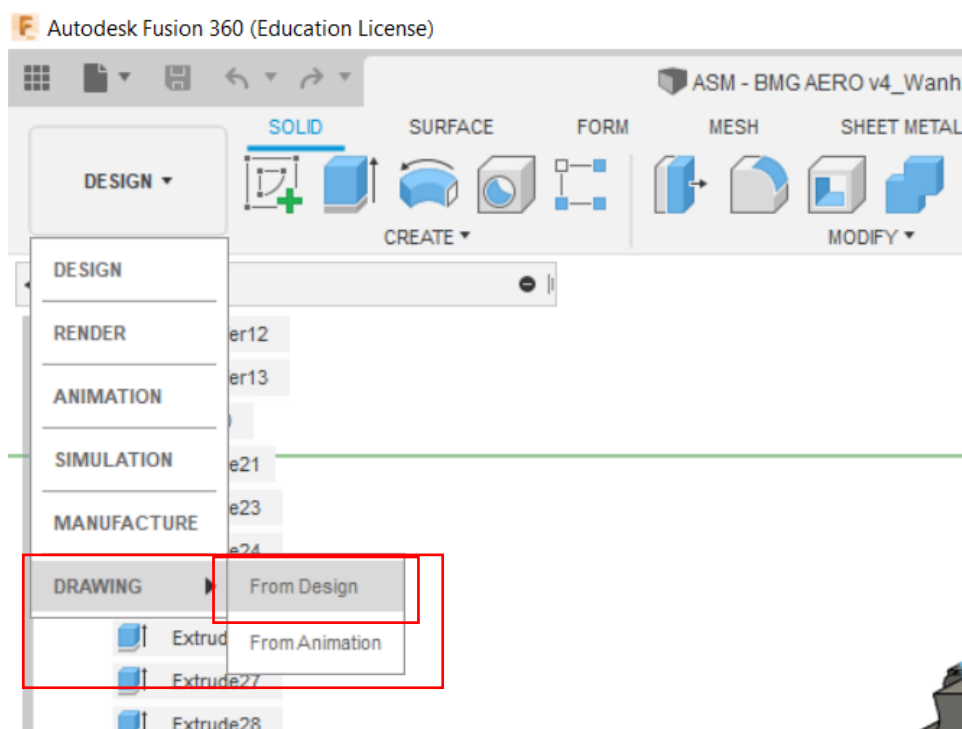 Autodesk Fusion 360 (Education License)
ASM - BMG AERO v4_Wanh
SOLID SURFACE FORM MESH SHEET METAL
DESIGN
CREATE MODIFY
DESIGN
RENDER
er12
er13
ANIMATION
SIMULATION
e21
e23
MANUFACTURE
e24
DRAWING From Design
Extrud From Animation
Extrude27
Extrude28